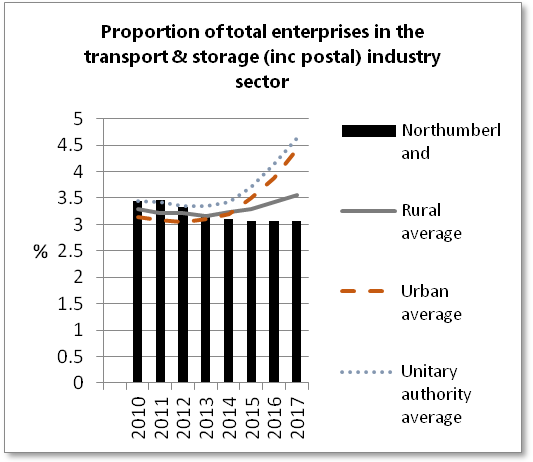 Proportion of total enterprises in the
transport & storage (inc postal) industry
sector
5
4.5
4
3.5
3
2.5
2
1.5
1
0.5
0
%
2010
2011
2012
2013
2014
2015
2016
2017
Northumberl
and
Rural
average
Urban
average
Unitary
authority
average